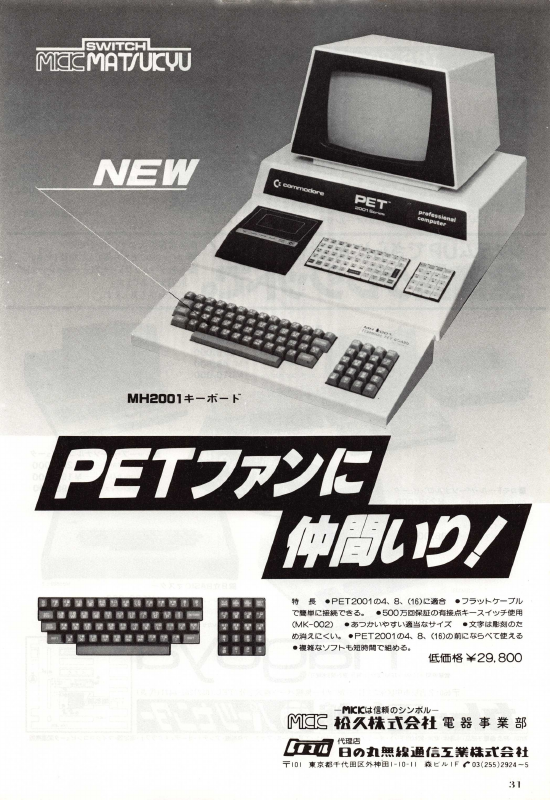 SWITCH
MICIC MATSUKYU
NEW
commodore
PET™
2001 Series
professional
computer
MH2001キーボード
PETファンに
仲間いり!
特 長 ●PET2001の4、8、(16)に適合 ●フラットケーブル
で簡単に接続できる。 ●500万回保証の有接点キースイッチ使用
(MK-002) ●あつかいやすい適当なサイズ ●文字は彫刻のた
め消えにくい。●PET2001の4、8、(16)の前にならべて使える
●複雑なソフトも短時間で組める。
低価格 ¥29,800
—MICICは信頼のシンボル—
MICIC 松久株式会社 電器事業部
代理店
日の丸無線通信工業株式会社
〒101 東京都千代田区外神田1-10-11 森ビル1F 03(255)2924~5
31